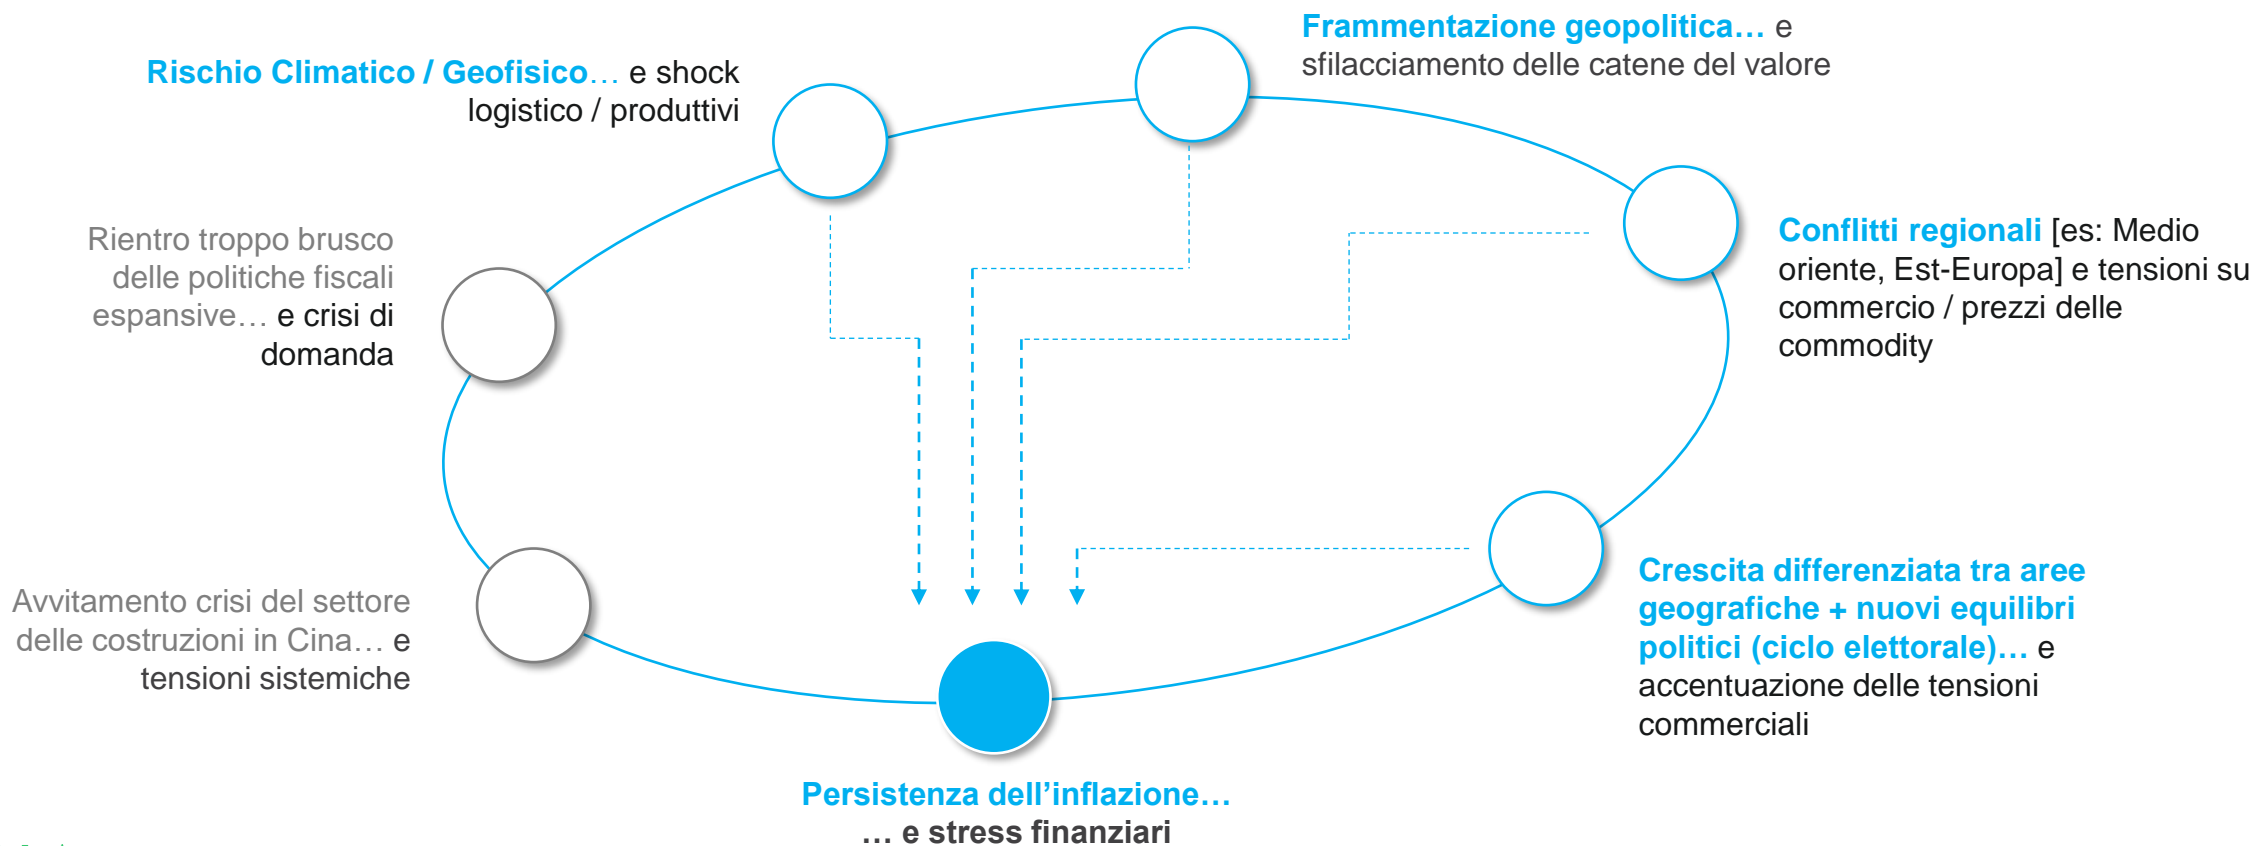 Frammentazione geopolitica… e
sfilacciamento delle catene del valore
Rischio Climatico / Geofisico… e shock
logistico / produttivi
Conflitti regionali [es: Medio
oriente, Est-Europa] e tensioni su
commercio / prezzi delle
commodity
Rientro troppo brusco
delle politiche fiscali
espansive… e crisi di
domanda
Crescita differenziata tra aree
geografiche + nuovi equilibri
politici (ciclo elettorale)… e
accentuazione delle tensioni
commerciali
Avvitamento crisi del settore
delle costruzioni in Cina… e
tensioni sistemiche
Persistenza dell’inflazione…
… e stress finanziari